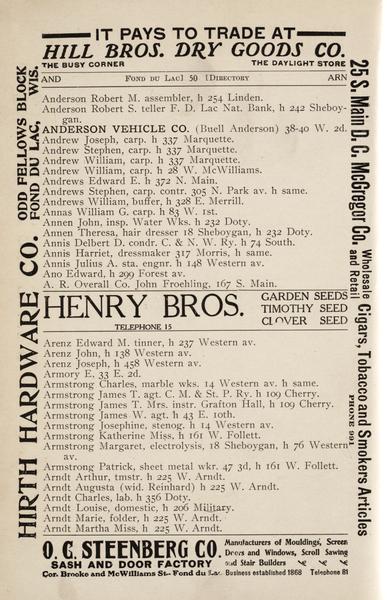 IT PAYS TO TRADE AT
HILL BROS. DRY GOODS CO.
THE BUSY CORNER THE DAYLIGHT STORE
AND FOND DU LAC] 50 [DIRECTORY ARN
Anderson Robert M. assembler, h 254 Linden.
Anderson Robert S. teller F. D. Lac Nat. Bank, h 242 Sheboy-
gan.
ANDERSON VEHICLE CO. (Buell Anderson) 38-40 W. 2d.
Andrew Joseph, carp. h 337 Marquette.
Andrew Stephen, carp. h 337 Marquette.
Andrew William, carp. h 337 Marquette.
Andrew William, carp. h 28 W. McWilliams.
Andrews Edward E. h 372 N. Main.
Andrews Stephen, carp. contr. 305 N. Park av. h same.
Andrews William, buffer, h 328 E. Merrill.
Annas William G. carp. h 83 W. 1st.
Annen John, insp. Water Wks. h 232 Doty.
Annen Theresa, hair dresser 18 Sheboygan, h 232 Doty.
Annis Delbert D. condr. C. & N. W. Ry. h 74 South.
Annis Harriet, dressmaker 317 Morris, h same.
Annis Julius A. sta. engnr. h 148 Western av.
Ano Edward, h 299 Forest av.
A. R. Overall Co. John Froehling, 167 S. Main.
HENRY BROS.
TELEPHONE 15
GARDEN SEEDS
TIMOTHY SEED
CLOVER SEED
Arenz Edward M. tinner, h 237 Western av.
Arenz John, h 138 Western av.
Arenz Joseph, h 458 Western av.
Armory E. 33 E. 2d.
Armstrong Charles, marble wks. 14 Western av. h same.
Armstrong James T. agt. C. M. & St. P. Ry. h 109 Cherry.
Armstrong James T. Mrs. instr. Grafton Hall, h 109 Cherry.
Armstrong James W. agt. h 43 E. 10th.
Armstrong Josephine, stenog. h 14 Western av.
Armstrong Katherine Miss, h 161 W. Follett.
Armstrong Margaret, electrolysis, 18 Sheboygan, h 76 Western
av.
Armstrong Patrick, sheet metal wkr. 47 3d, h 161 W. Follett.
Arndt Arthur, tmstr. h 225 W. Arndt.
Arndt Augusta (wid. Reinhard) h 225 W. Arndt.
Arndt Charles, lab. h 356 Doty.
Arndt Louise, domestic, h 206 Military.
Arndt Marie, folder, h 225 W. Arndt.
Arndt Martha Miss, h 225 W. Arndt.
O. C. STEENBERG CO.
SASH AND DOOR FACTORY
Cor. Brooke and McWilliams St- Fond du Lac
Manufacturers of Mouldings, Screen
Doors and Windows, Scroll Sawing
and Stair Builders
Business established 1868 Telephone 81
HIRTH HARDWARE CO.
ODD FELLOWS BLOCK
FOND DU LAC, WIS.
25 S. Main D. C. McGregor Co. Wholesale and Retail Cigars, Tobacco and Smokers Articles
PHONE 991